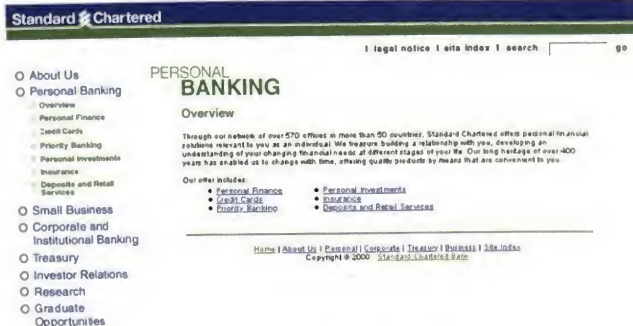 Standard Chartered
| legal notice | site index | search | go
About Us
Personal Banking
Overview
Personal Finance
Credit Cards
Priority Banking
Personal Investments
Insurance
Deposits and Retail
Services
Small Business
Corporate and
Institutional Banking
Treasury
Investor Relations
Research
Graduate
Opportunities
PERSONAL
BANKING
Overview
Through our network of over 570 offices in more than 50 countries, Standard Chartered offers personal financial
solutions relevant to you as an individual. We treasure building a relationship with you, developing an
understanding of your changing financial needs at different stages of your life. Our long heritage of over 400
years has enabled us to change with time, offering quality products by means that are convenient to you.
Our offer includes:
• Personal Finance • Personal Investments
• Credit Cards • Insurance
• Priority Banking • Deposits and Retail Services
Home | About Us | Personal | Corporate | Treasury | Business | Site Index
Copyright © 2000 Standard Chartered Bank